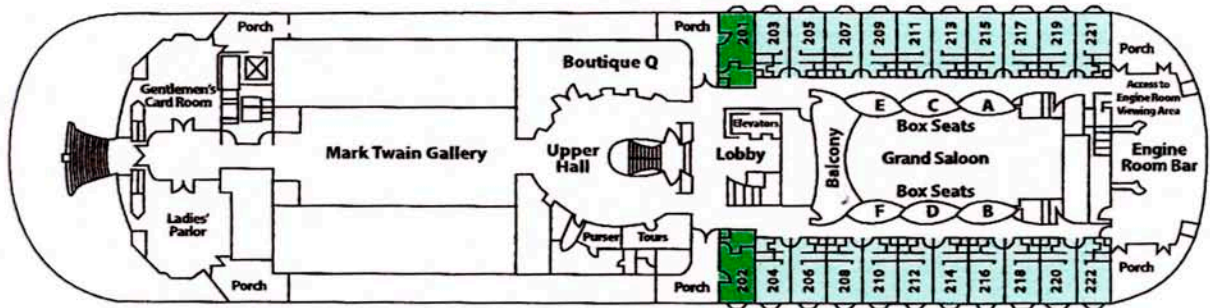 Porch
Porch
201
203
205
207
209
211
213
215
217
219
221
Porch
Gentlemen's
Card Room
Boutique Q
Access to
Engine Room
Viewing Area
E
C
A
Box Seats
Elevators
Mark Twain Gallery
Upper
Hall
Lobby
Balcony
Grand Saloon
Engine
Room Bar
Box Seats
F
D
B
Ladies'
Parlor
Purser
Tours
Porch
Porch
202
204
206
208
210
212
214
216
218
220
222
Porch